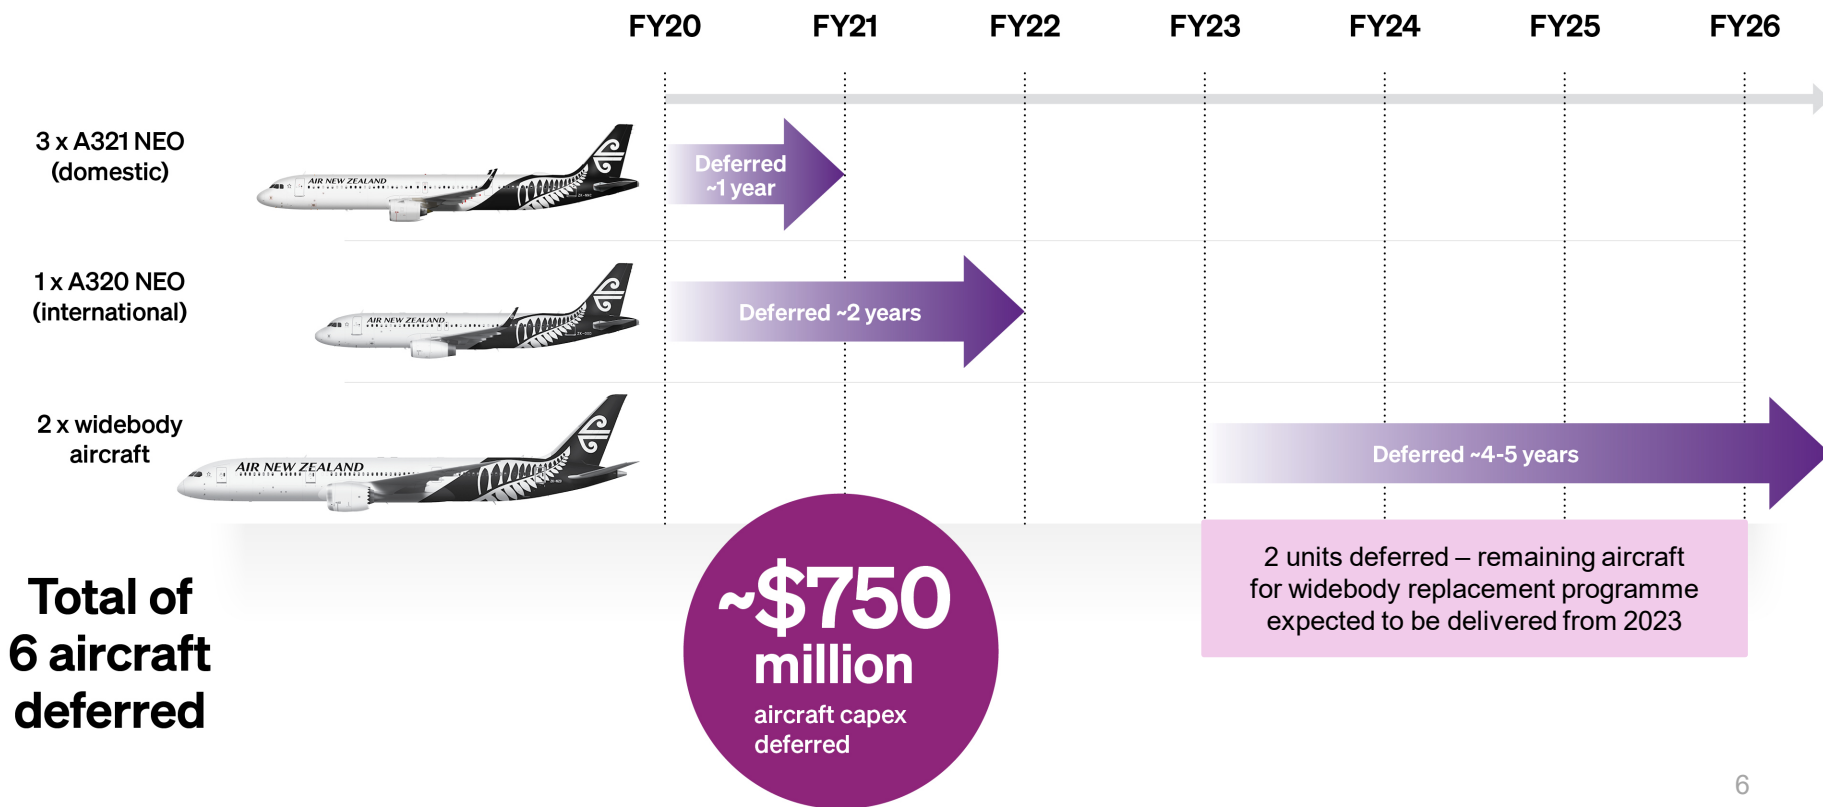 FY20 FY21 FY22 FY23 FY24 FY25 FY26
3 x A321 NEO
(domestic)
AIR NEW ZEALAND
Deferred
~1 year
1 x A320 NEO
(international)
AIR NEW ZEALAND
Deferred ~2 years
2 x widebody
aircraft
AIR NEW ZEALAND
Deferred ~4-5 years
Total of
6 aircraft
deferred
~$750
million
aircraft capex
deferred
2 units deferred – remaining aircraft
for widebody replacement programme
expected to be delivered from 2023
6